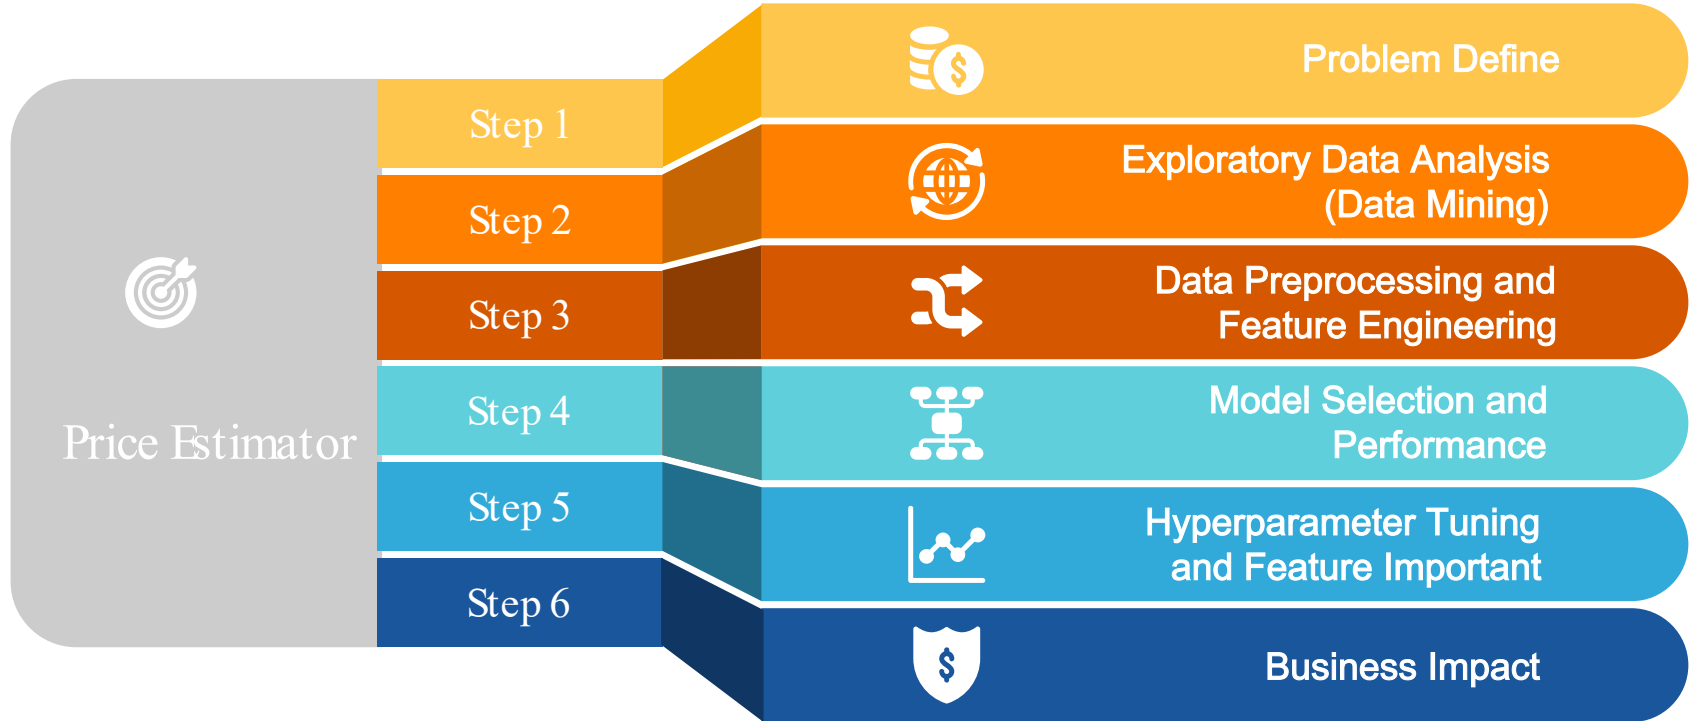 Price Estimator
Step 1
Problem Define
Step 2
Exploratory Data Analysis
(Data Mining)
Step 3
Data Preprocessing and
Feature Engineering
Step 4
Model Selection and
Performance
Step 5
Hyperparameter Tuning
and Feature Important
Step 6
Business Impact
$
$